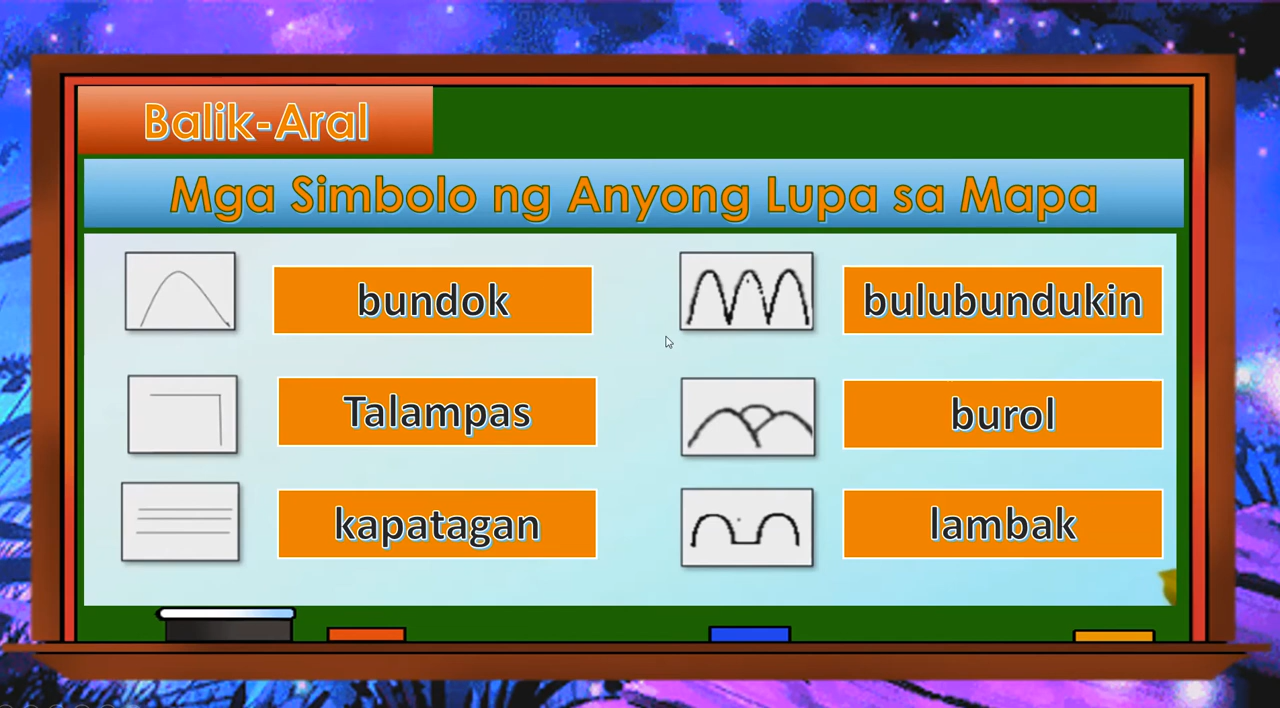 Balik-Aral
Mga Simbolo ng Anyong Lupa sa Mapa
bundok
bulubundukin
Talampas
burol
kapatagan
lambak